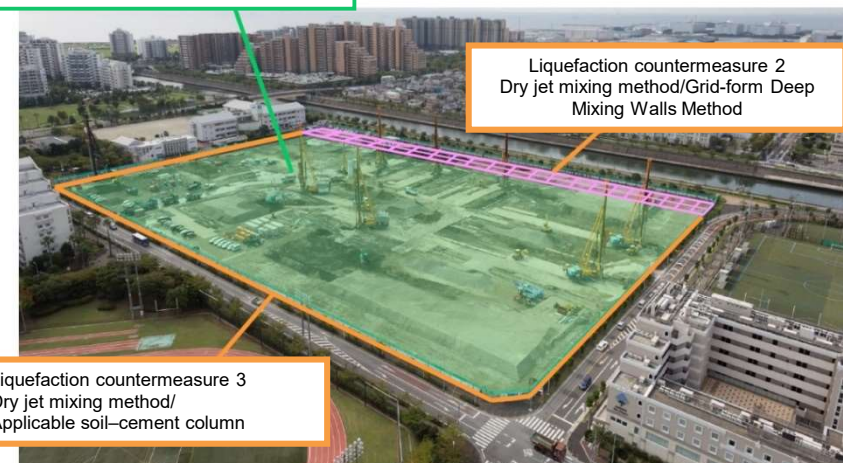 Liquefaction countermeasure 2
Dry jet mixing method/Grid-form Deep
Mixing Walls Method
iquefaction countermeasure 3
Dry jet mixing method/
Applicable soil–cement column